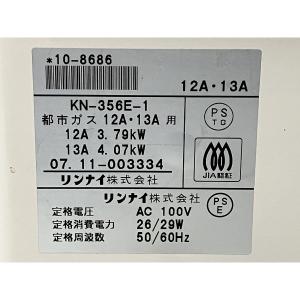 *10-8686
12A・13A
KN-356E-1
都市ガス 12A・13A 用
12A 3.79kW
13A 4.07kW
07.11-003334
リンナイ株式会社
PS
TG
JIA認証
リンナイ株式会社
定格電圧 AC 100V
定格消費電力 26/29W
定格周波数 50/60Hz
PS
E